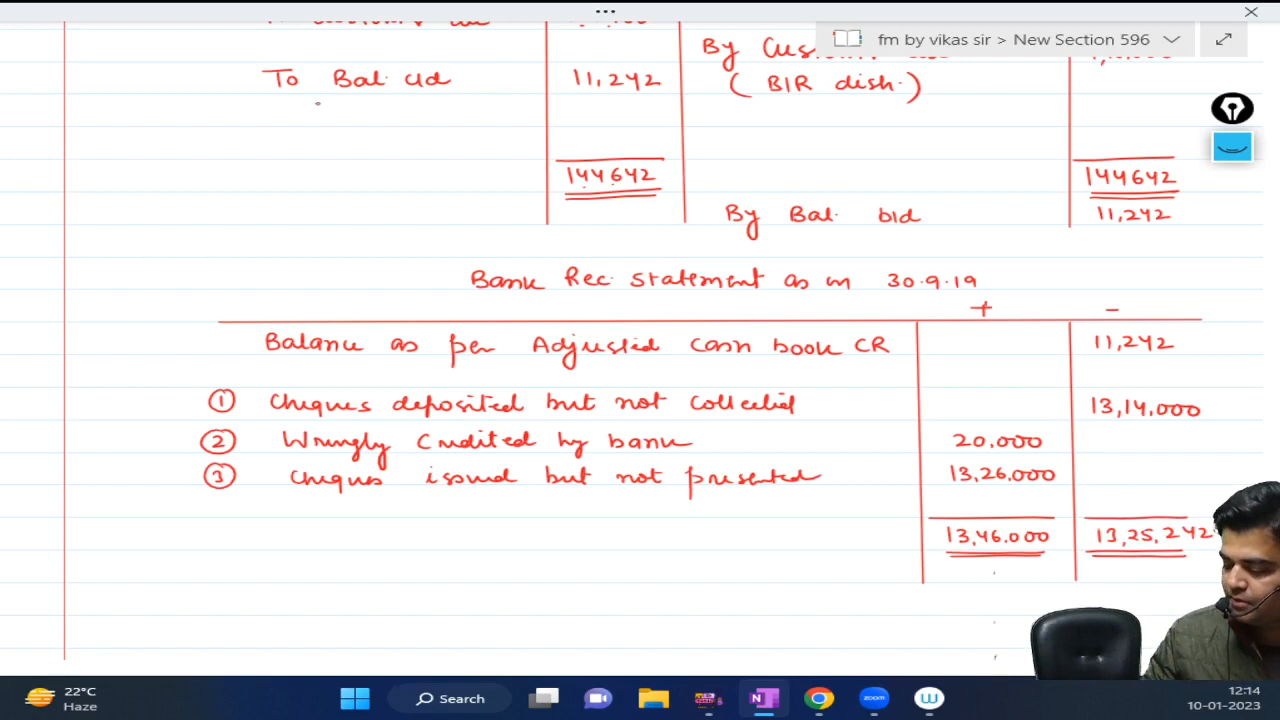 fm by vikas sir > New Section 596
By
To Bal. c/d 11,242 (BIR dish.)
144642 144642
By Bal. b/d 11,242
Bank Rec. statement as on 30.9.19
+ -
Balance as per Adjusted cash book CR 11,242
① Cheques deposited but not collected 13,14,000
② Wrongly credited by bank 20.000
③ Cheques issued but not presented 13,26,000
13,46.000 13,25,242
22°C
Haze
Search
zoom
12:14
10-01-2023